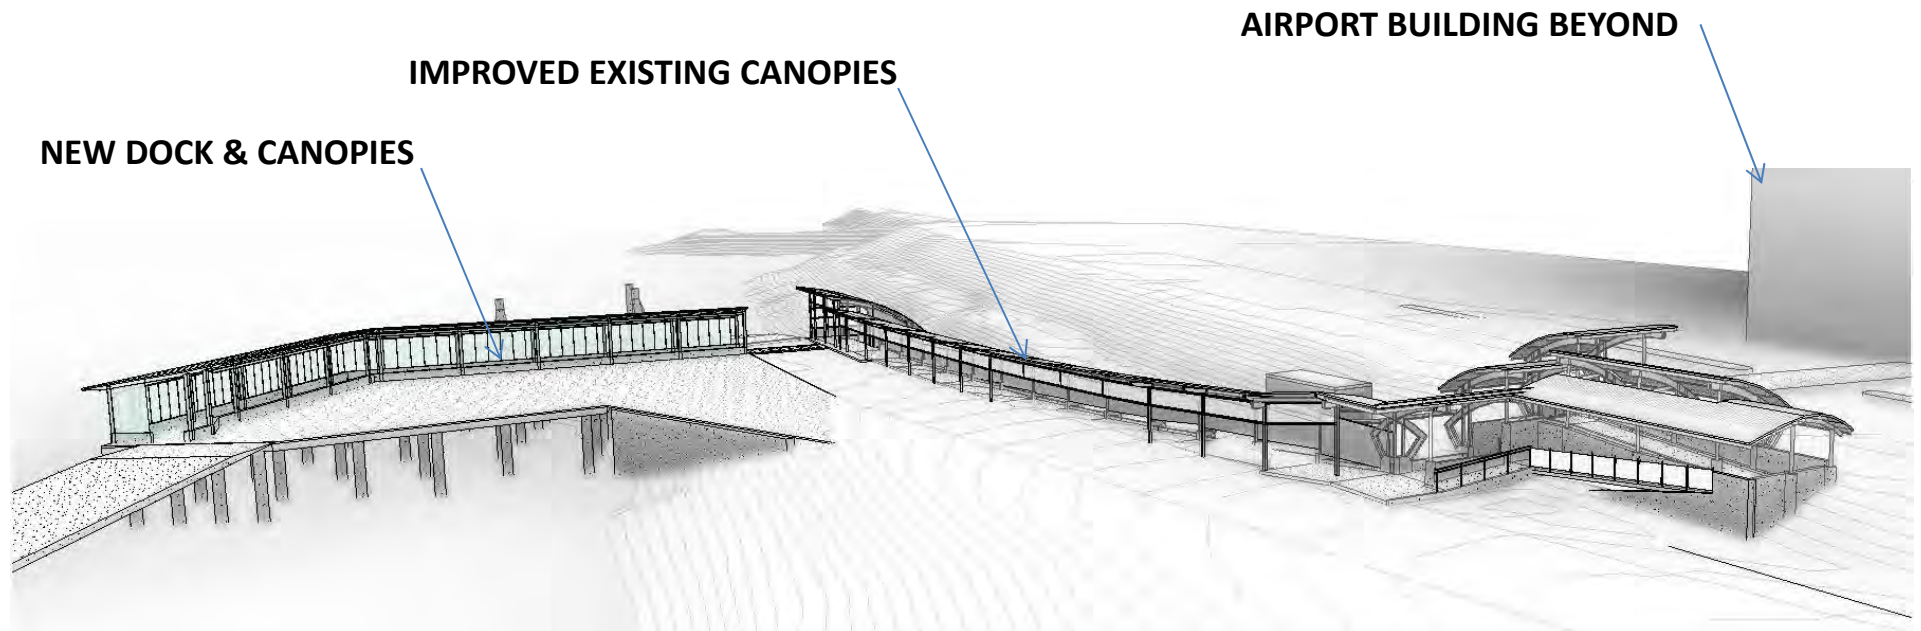 AIRPORT BUILDING BEYOND
IMPROVED EXISTING CANOPIES
NEW DOCK & CANOPIES